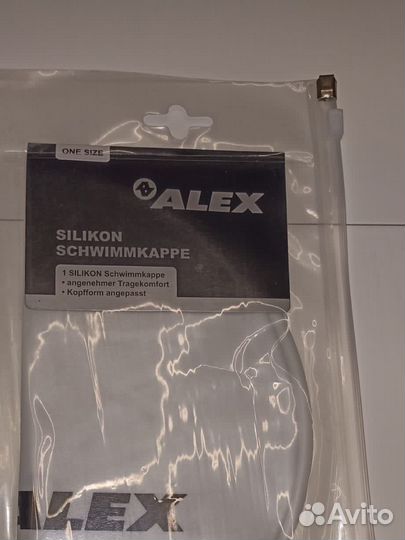 ONE SIZE
ALEX
SILIKON
SCHWIMMKAPPE
1 SILIKON Schwimmkappe
• angenehmer Tragekomfort
• Kopfform angepasst
ALEX
Avito